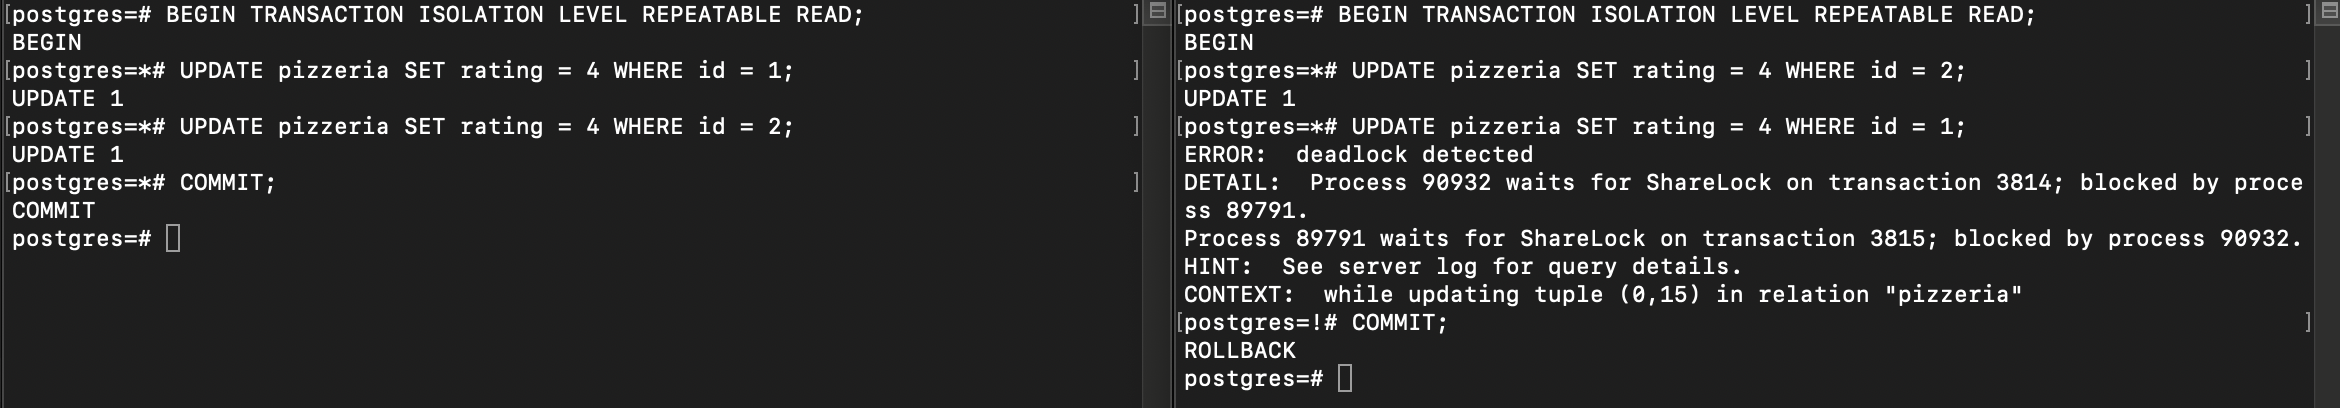 [postgres=# BEGIN TRANSACTION ISOLATION LEVEL REPEATABLE READ; ]
BEGIN
[postgres=*# UPDATE pizzeria SET rating = 4 WHERE id = 1; ]
UPDATE 1
[postgres=*# UPDATE pizzeria SET rating = 4 WHERE id = 2; ]
UPDATE 1
[postgres=*# COMMIT; ]
COMMIT
postgres=#
[postgres=# BEGIN TRANSACTION ISOLATION LEVEL REPEATABLE READ; ]
BEGIN
[postgres=*# UPDATE pizzeria SET rating = 4 WHERE id = 2; ]
UPDATE 1
[postgres=*# UPDATE pizzeria SET rating = 4 WHERE id = 1; ]
ERROR:  deadlock detected
DETAIL:  Process 90932 waits for ShareLock on transaction 3814; blocked by proce
ss 89791.
Process 89791 waits for ShareLock on transaction 3815; blocked by process 90932.
HINT:  See server log for query details.
CONTEXT:  while updating tuple (0,15) in relation "pizzeria"
[postgres=!# COMMIT; ]
ROLLBACK
postgres=#